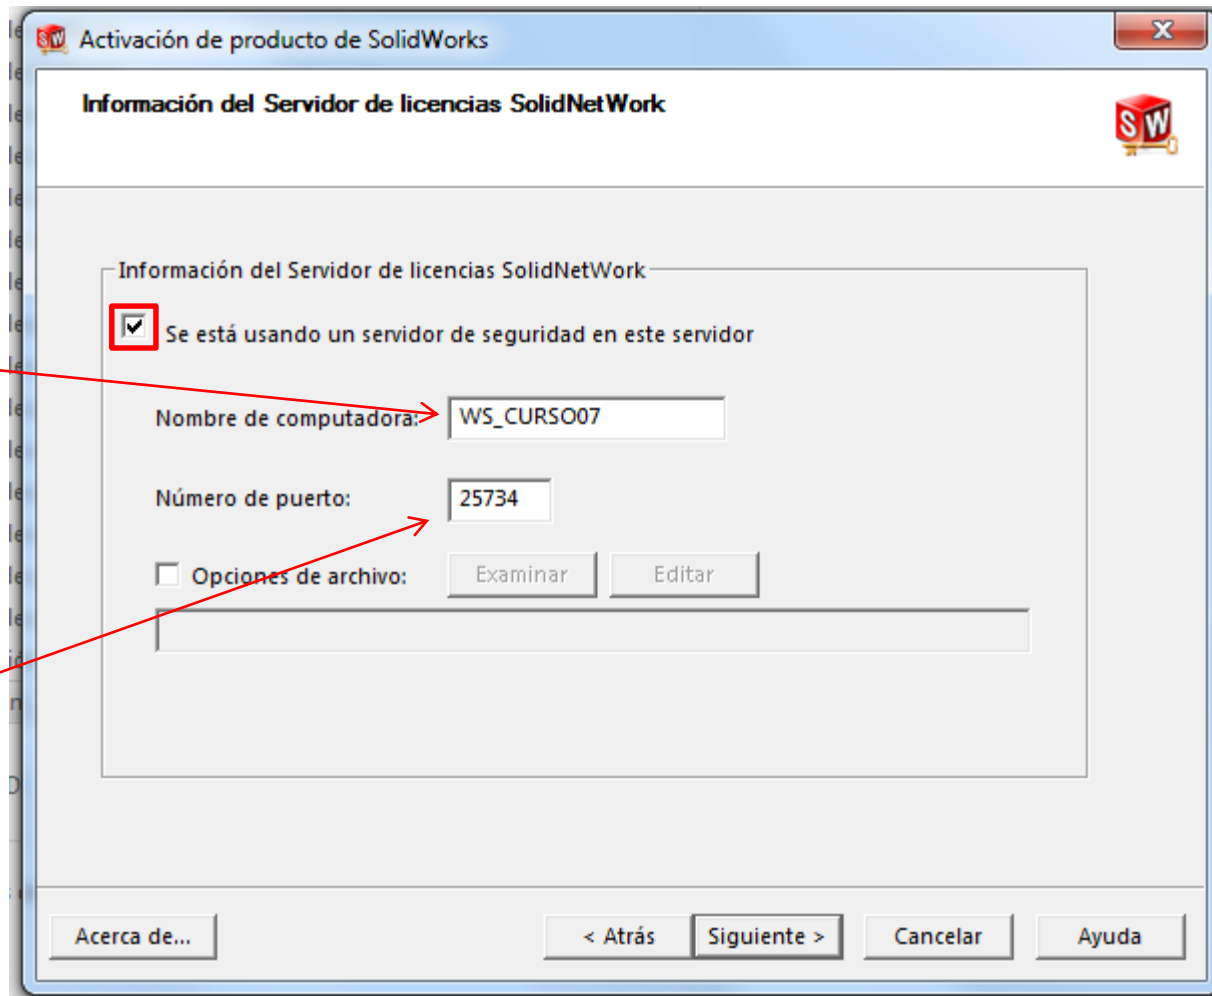 Activación de producto de SolidWorks
Información del Servidor de licencias SolidNetWork
SW
Información del Servidor de licencias SolidNetWork
Se está usando un servidor de seguridad en este servidor
Nombre de computadora: WS_CURSO07
Número de puerto: 25734
Opciones de archivo: Examinar Editar
Acerca de... < Atrás Siguiente > Cancelar Ayuda